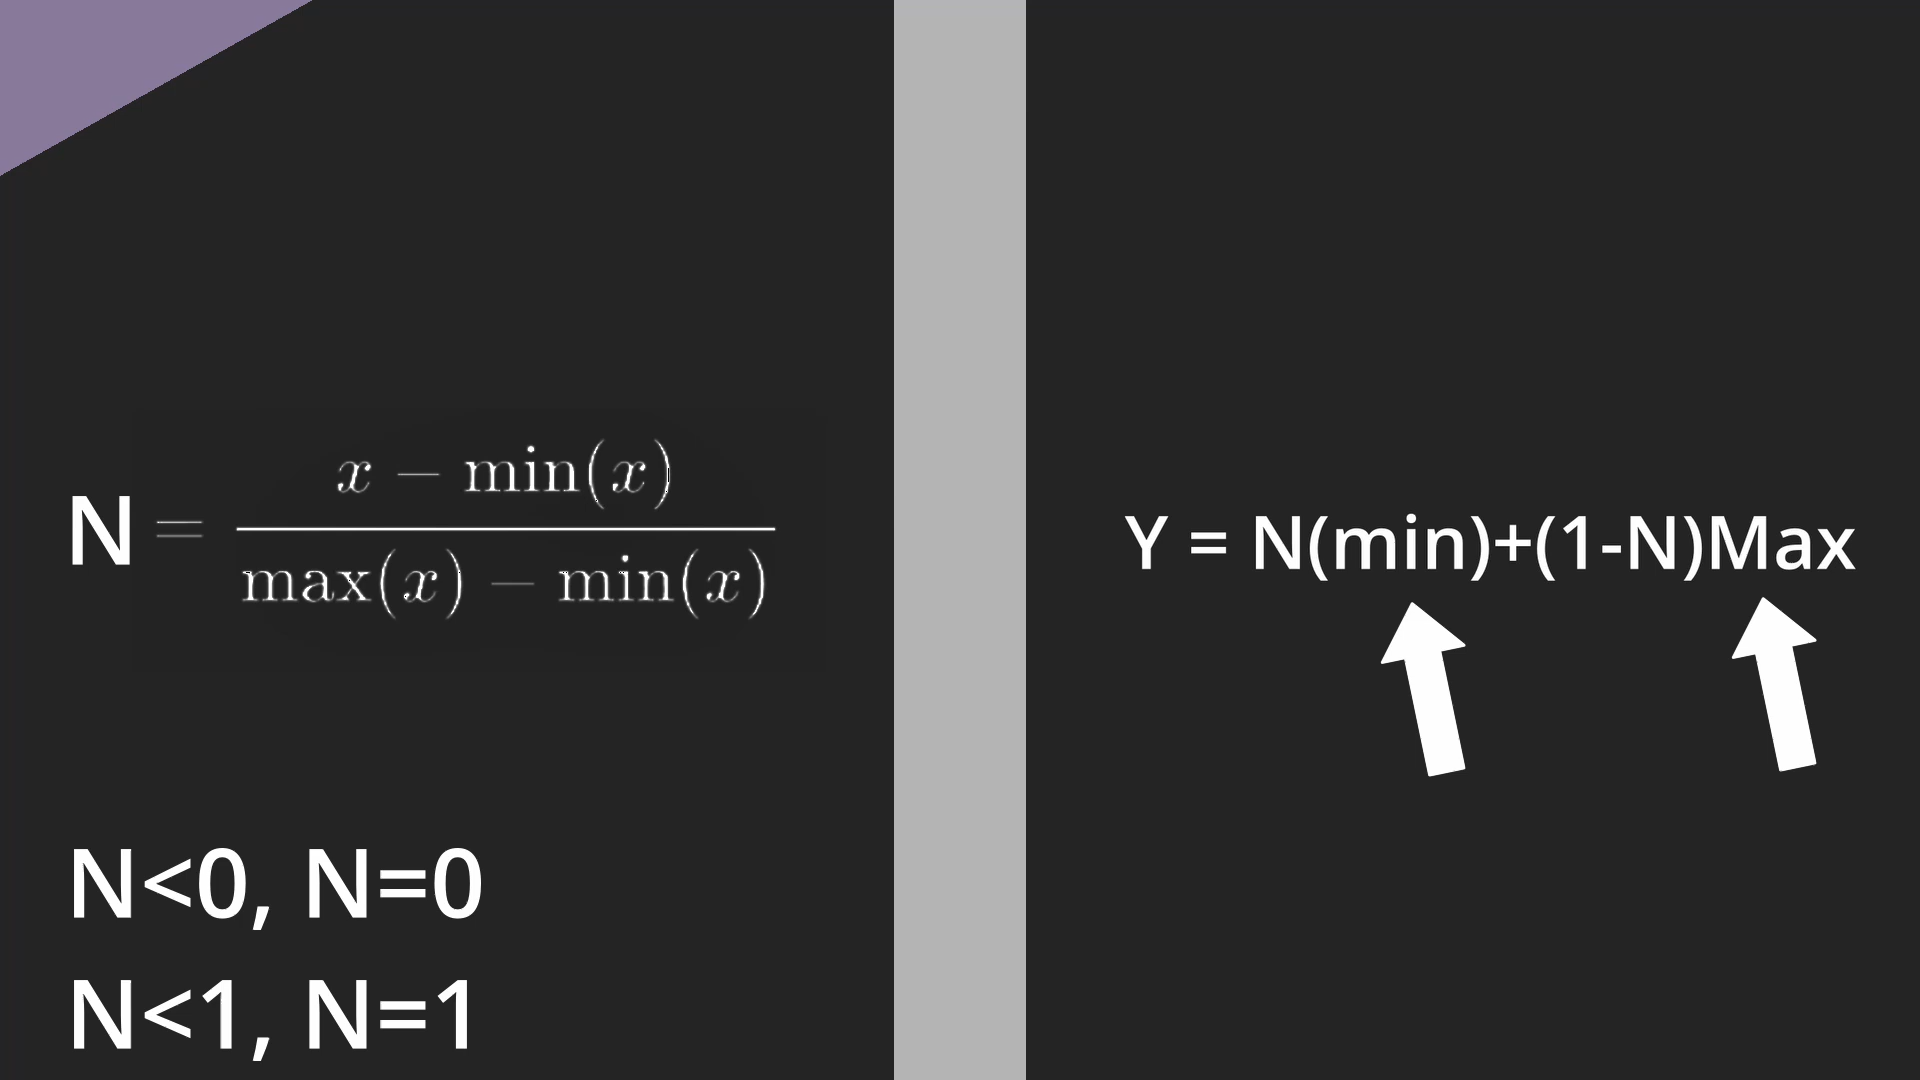 N = x − min(x) / max(x) − min(x)
N<0, N=0
N<1, N=1
Y = N(min)+(1-N)Max